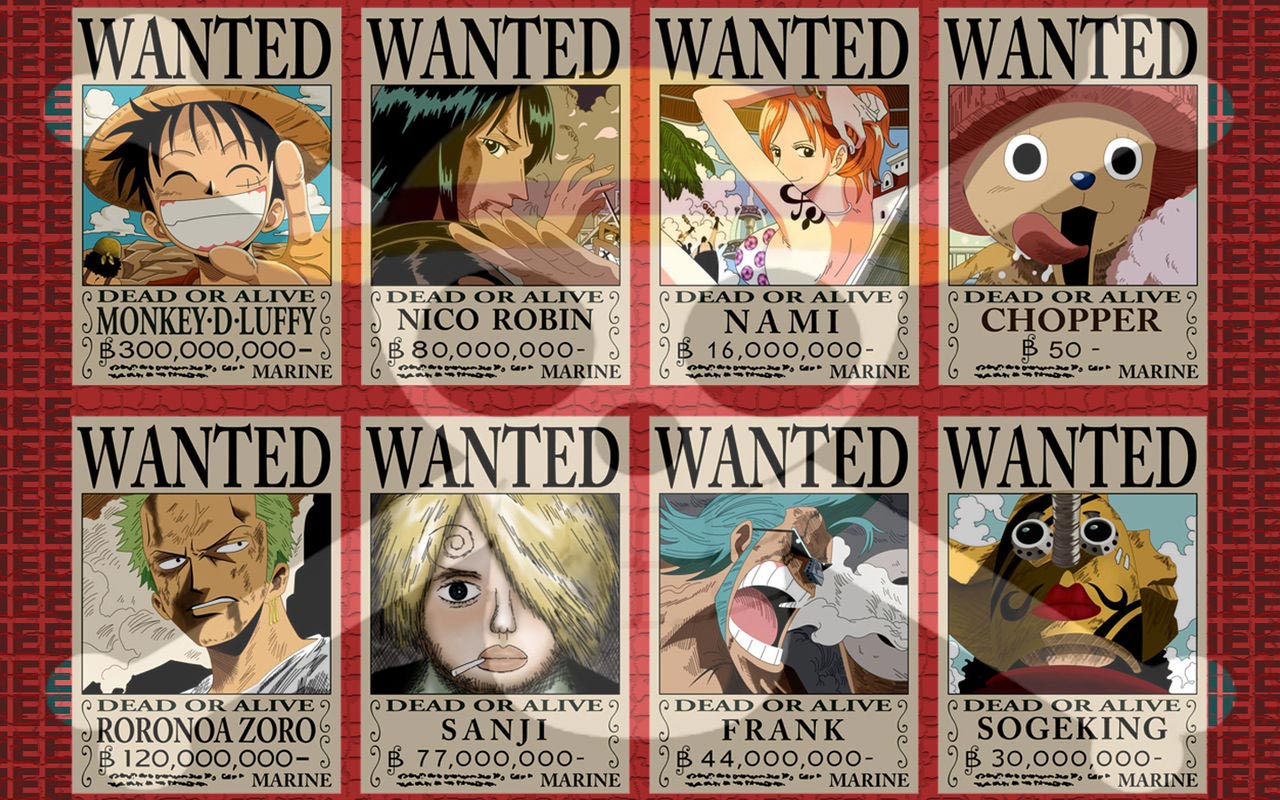 WANTED
DEAD OR ALIVE
MONKEY·D·LUFFY
฿300,000,000-
MARINE
WANTED
DEAD OR ALIVE
NICO ROBIN
฿80,000,000-
MARINE
WANTED
DEAD OR ALIVE
NAMI
฿ 16,000,000-
MARINE
WANTED
DEAD OR ALIVE
CHOPPER
฿ 50 -
MARINE
WANTED
DEAD OR ALIVE
RORONOA ZORO
฿ 120,000,000-
MARINE
WANTED
DEAD OR ALIVE
SANJI
฿ 77,000,000-
MARINE
WANTED
DEAD OR ALIVE
FRANK
฿ 44,000,000-
MARINE
WANTED
DEAD OR ALIVE
SOGEKING
฿ 30,000,000-
MARINE